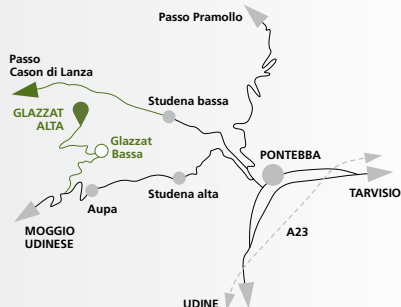 Passo Pramollo
Passo
Cason di Lanza
GLAZZAT
ALTA
Studena bassa
Glazzat
Bassa
PONTEBBA
TARVISIO
Studena alta
Aupa
MOGGIO
UDINESE
A23
UDINE